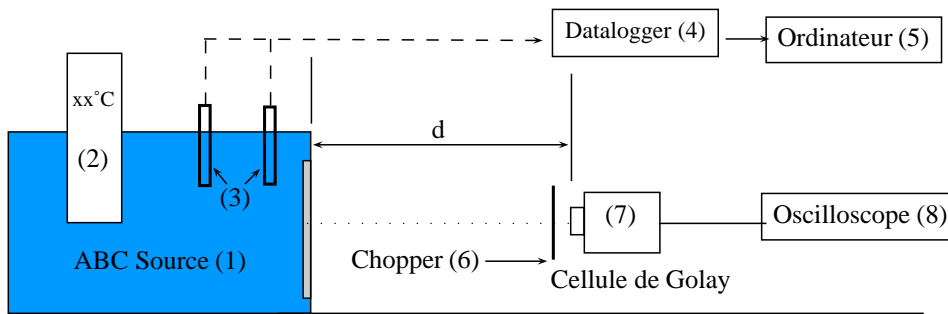 Datalogger (4)
Ordinateur (5)
xx°C
d
(2)
(3)
(7)
Oscilloscope (8)
ABC Source (1)
Chopper (6)
Cellule de Golay